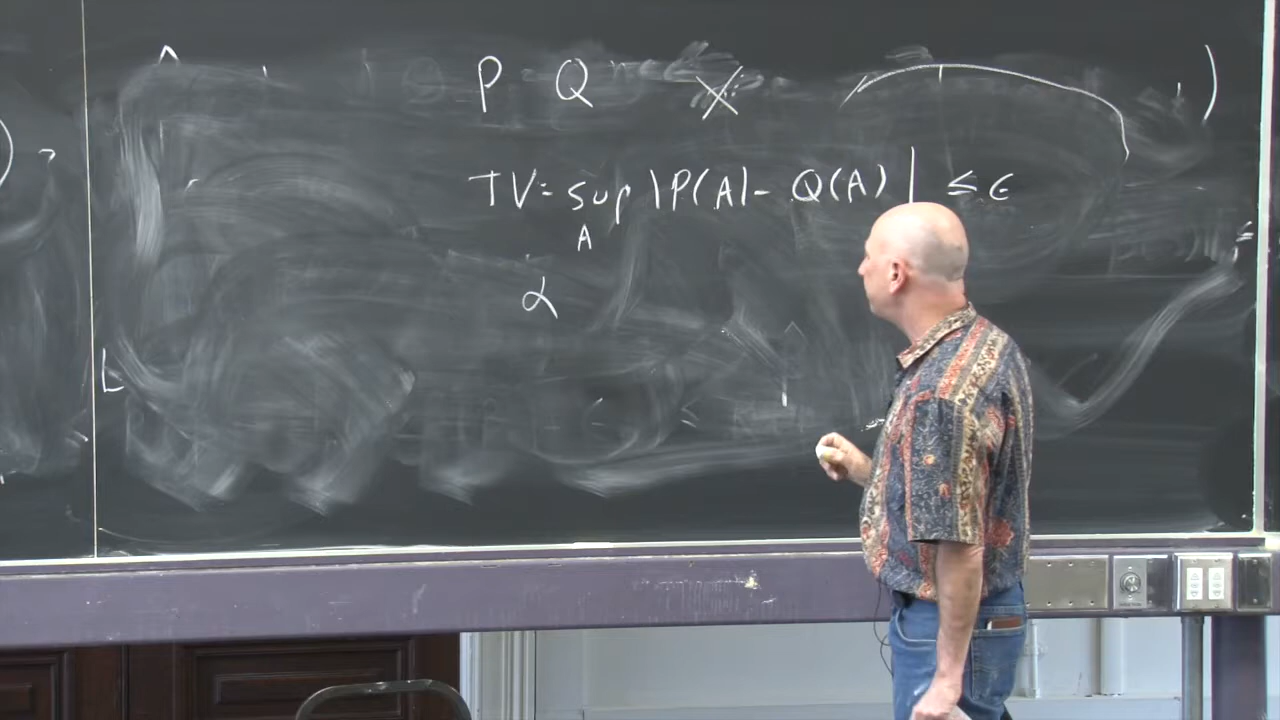 P Q X
TV = sup |P(A) - Q(A)| ≤ ϵ
A
α
L